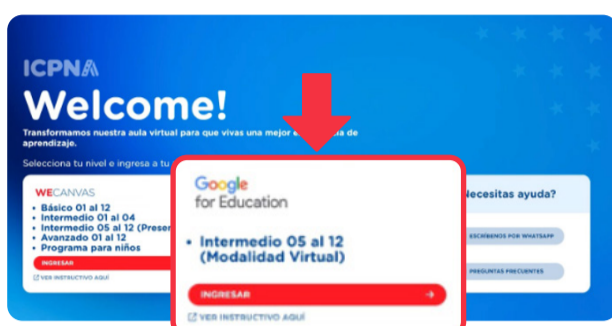 ICPNA
Welcome!
Transformamos nuestra aula virtual para que vivas una mejor de
aprendizaje.
Selecciona tu nivel e ingresa a tu
WECANVAS
• Básico 01 al 12
• Intermedio 01 al 04
• Intermedio 05 al 12 (Presen
• Avanzado 01 al 12
• Programa para niños
INGRESAR
VER INSTRUCTIVO AQUÍ
Google
for Education
• Intermedio 05 al 12
(Modalidad Virtual)
INGRESAR →
VER INSTRUCTIVO AQUÍ
Necesitas ayuda?
ESCRÍBENOS POR WHATSAPP
PREGUNTAS FRECUENTES